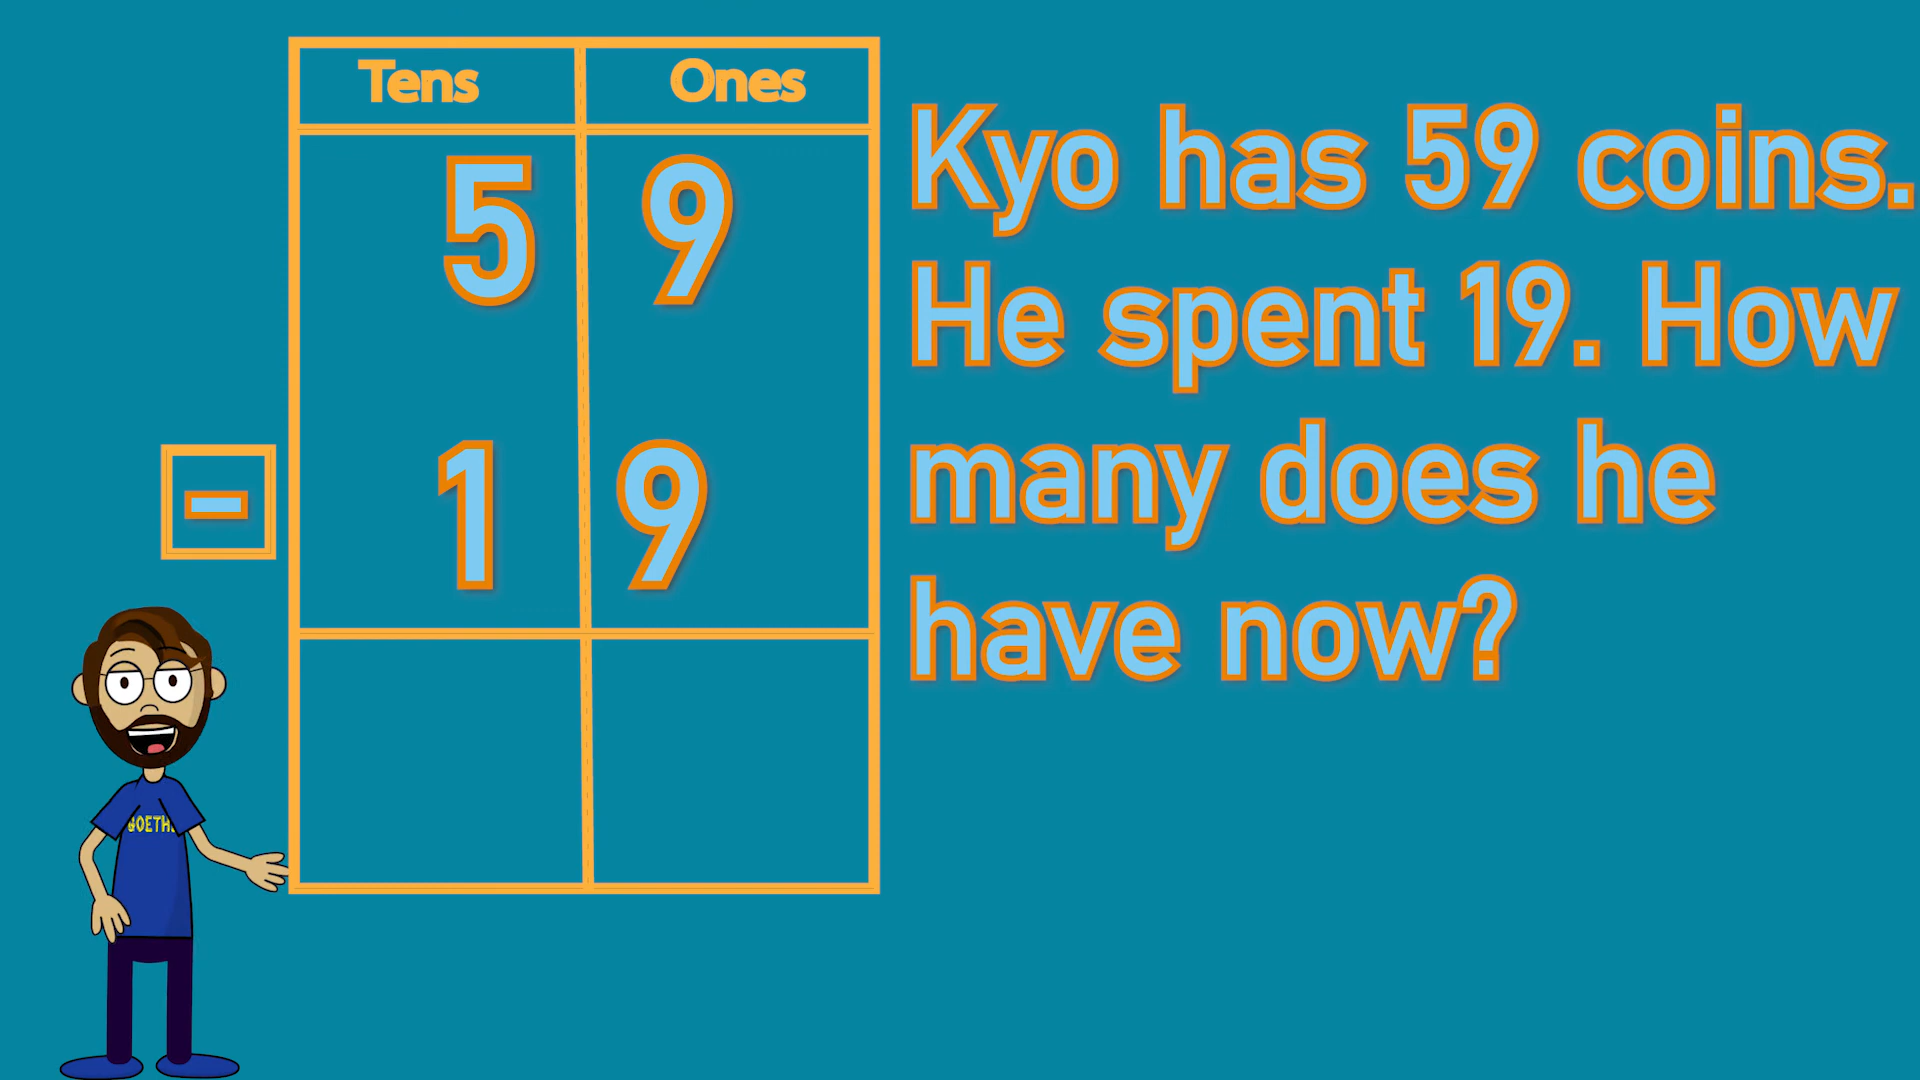 Tens Ones
5 9
- 1 9
Kyo has 59 coins.
He spent 19. How
many does he
have now?